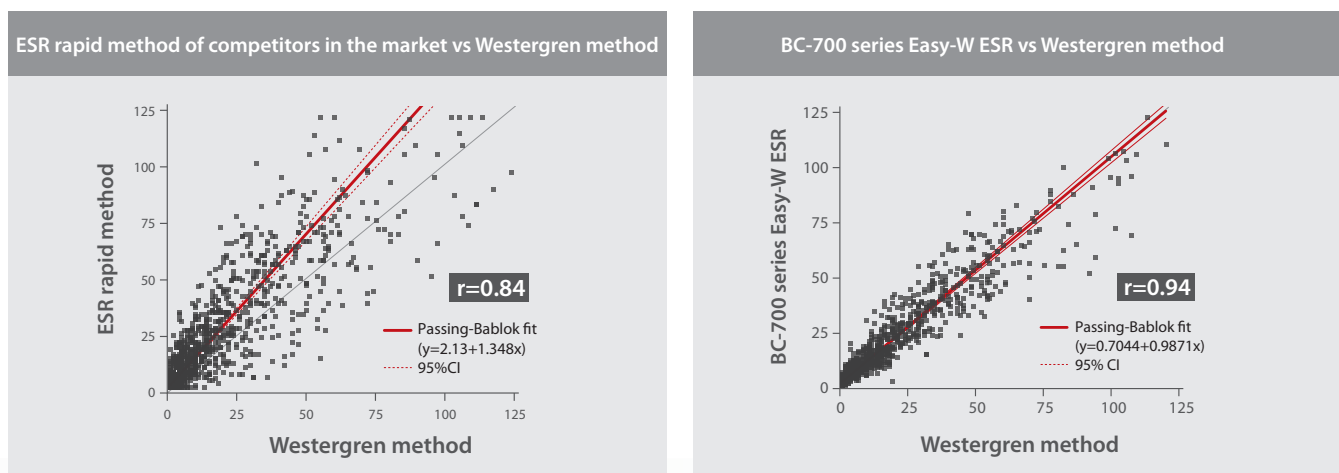 ESR rapid method of competitors in the market vs Westergren method
ESR rapid method
125
100
75
50
25
0
0 25 50 75 100 125
Westergren method
r=0.84
Passing-Bablok fit
(y=2.13+1.348x)
95%CI
BC-700 series Easy-W ESR vs Westergren method
BC-700 series Easy-W ESR
125
100
75
50
25
0
0 25 50 75 100 125
Westergren method
r=0.94
Passing-Bablok fit
(y=0.7044+0.9871x)
95% CI